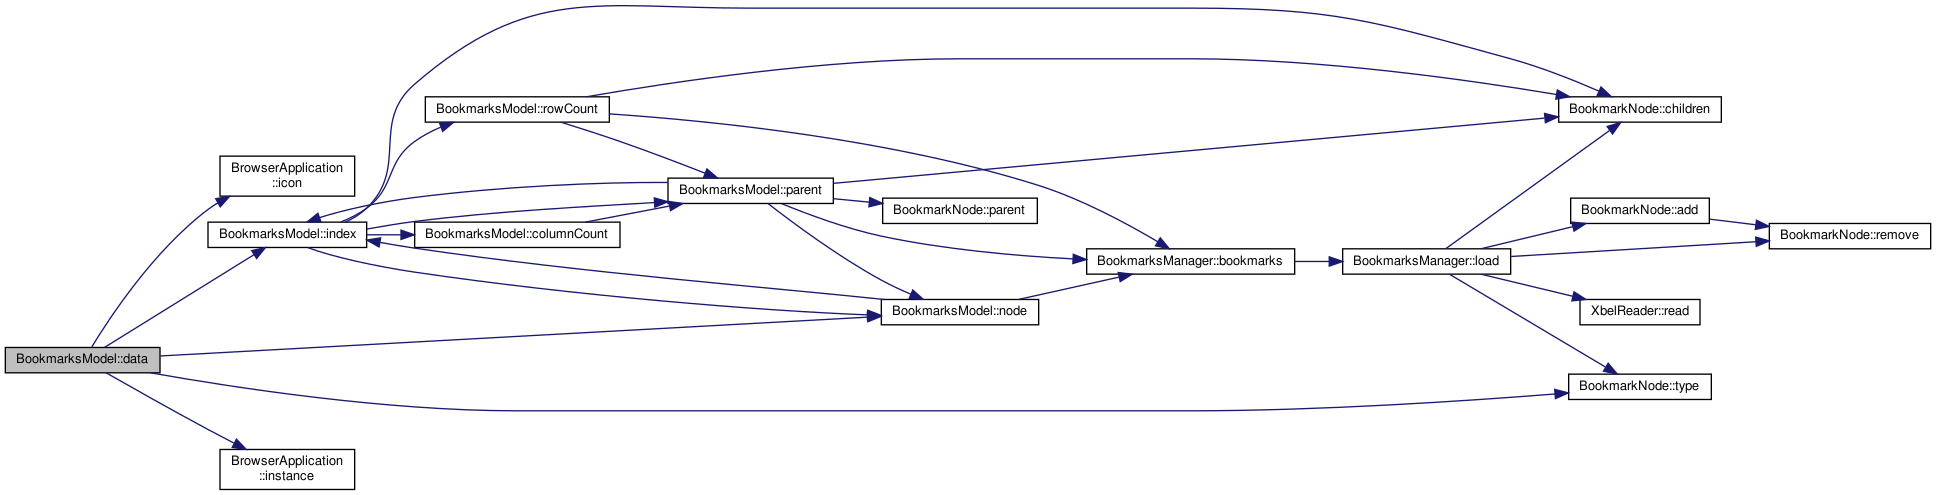 BookmarksModel::data
BrowserApplication
::icon
BookmarksModel::index
BrowserApplication
::instance
BookmarksModel::rowCount
BookmarksModel::columnCount
BookmarksModel::parent
BookmarkNode::parent
BookmarksModel::node
BookmarksManager::bookmarks
BookmarksManager::load
BookmarkNode::children
BookmarkNode::add
BookmarkNode::remove
XbelReader::read
BookmarkNode::type